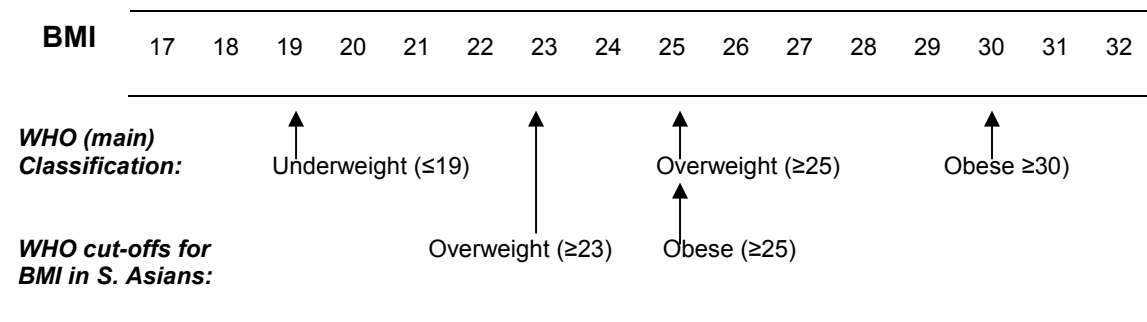 BMI 17 18 19 20 21 22 23 24 25 26 27 28 29 30 31 32
WHO (main)
Classification: Underweight (≤19) Overweight (≥25) Obese ≥30)
WHO cut-offs for Overweight (≥23) Obese (≥25)
BMI in S. Asians: